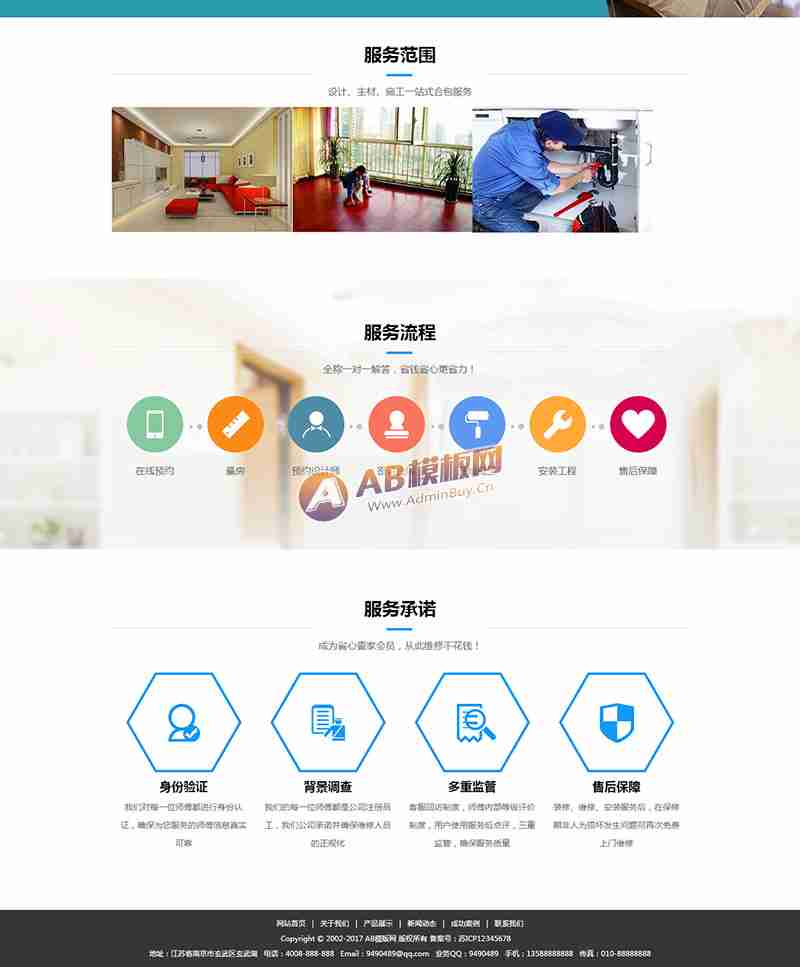 服务范围
设计、主材、施工一站式合包服务
服务流程
全称一对一解答，省钱省心更省力！
在线预约
量房
预约设计师
安装工程
售后保障
AB模板网
www.AdminBuy.Cn
服务承诺
成为省心壹家会员，从此维修不花钱！
身份验证
我们对每一位师傅都进行身份认
证，确保为您服务的师傅信息真实
可靠
背景调查
我们的每一位师傅都是公司注册员
工，我们公司承诺并确保维修人员
的正规化
多重监督
客服回访制度，师傅内部等级评价
制度，用户使用服务后点评，三重
监管，确保服务质量
售后保障
装修、维修、安装服务后，在保修
期非人为损坏发生问题可再次免费
上门维修
网站首页 | 关于我们 | 产品展示 | 新闻动态 | 成功案例 | 联系我们
Copyright © 2002-2017 AB模板网 版权所有 备案号：苏ICP12345678
地址：江苏省南京市玄武区玄武湖 电话：4008-888-888 Email：9490489@qq.com 业务QQ：9490489 手机：13588888888 传真：010-88888888